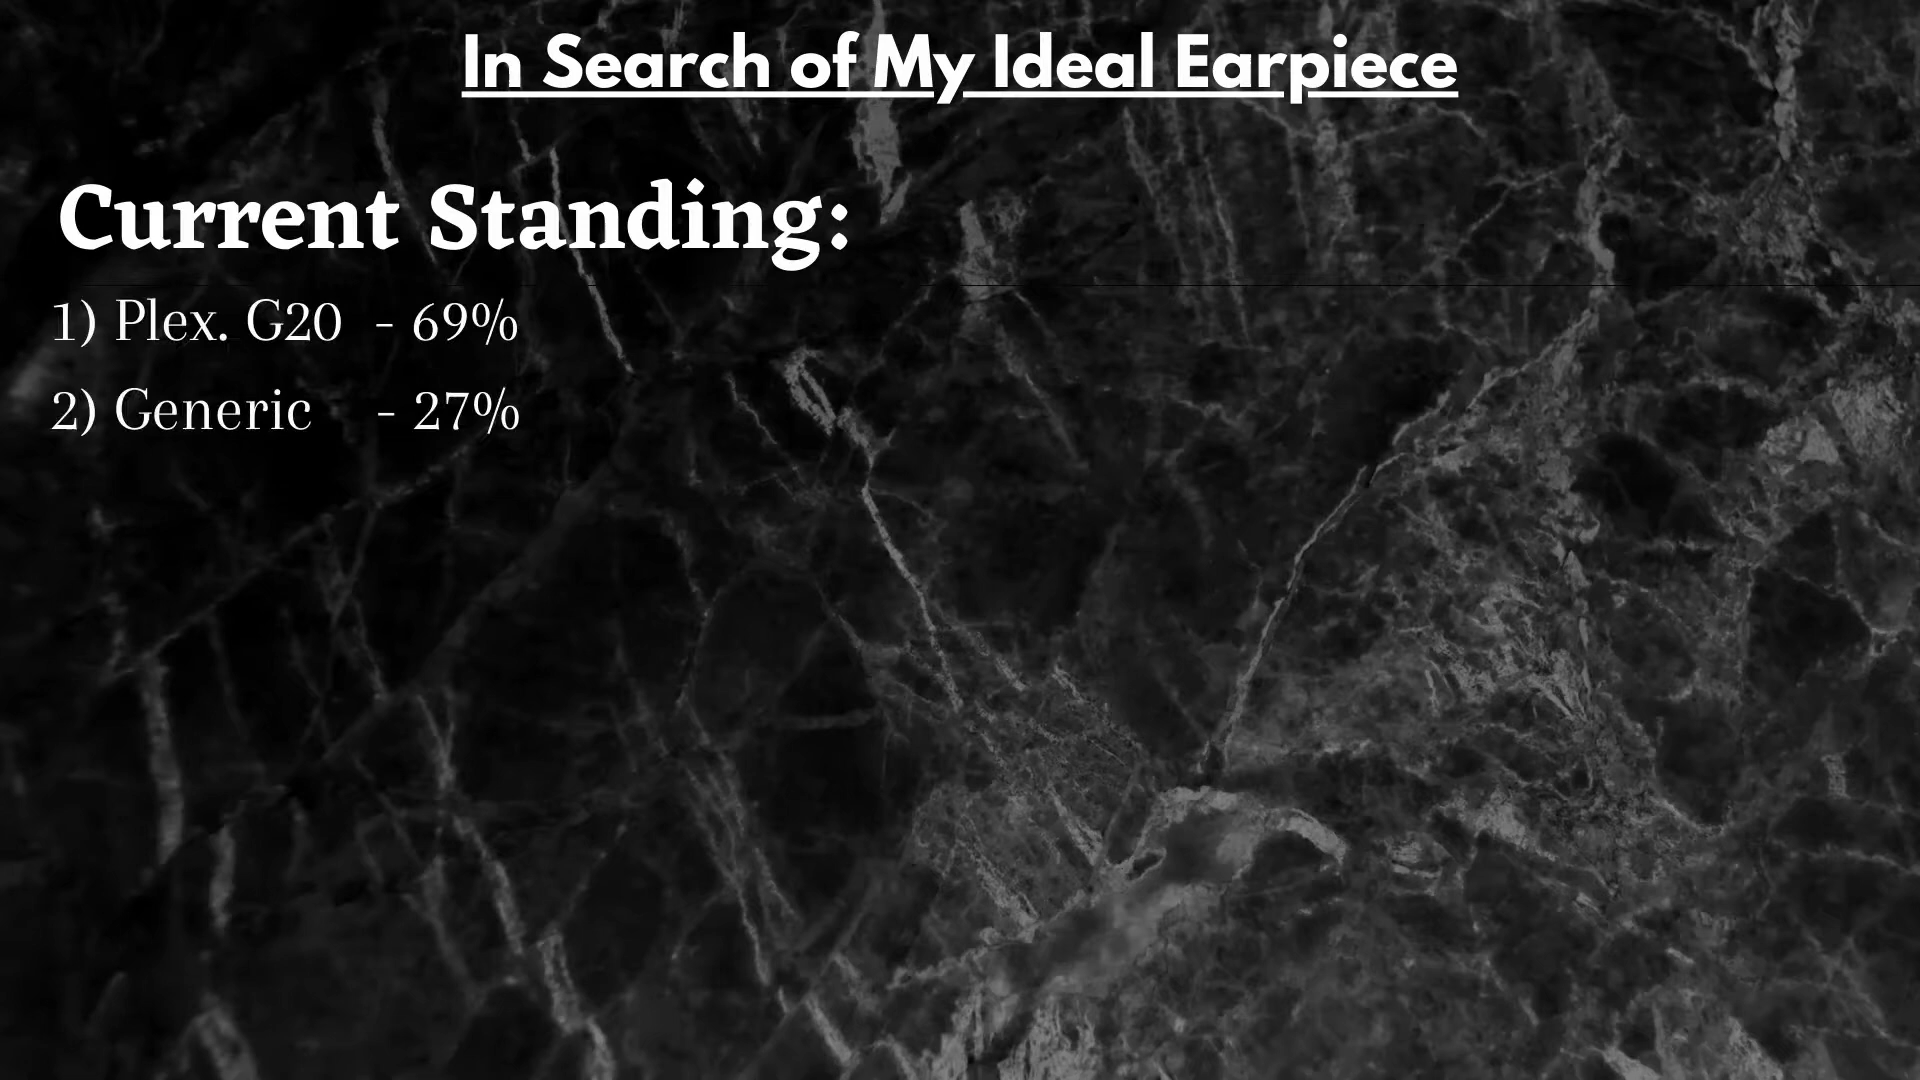 In Search of My Ideal Earpiece
Current Standing:
1) Plex. G20 - 69%
2) Generic - 27%